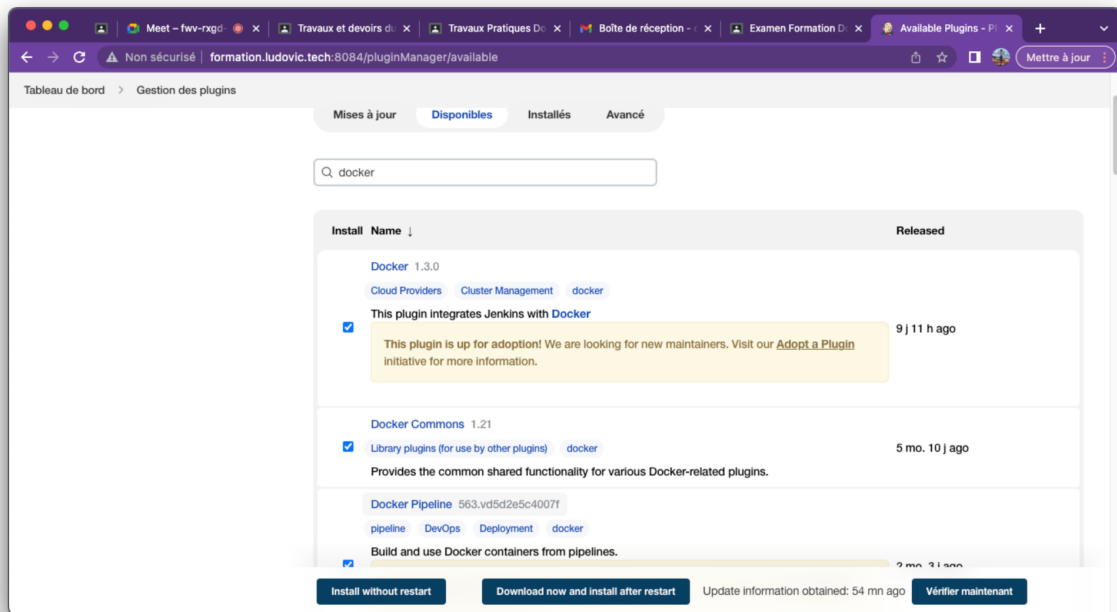 Meet – fwv-rxgd-
Travaux et devoirs du
Travaux Pratiques Do
Boîte de réception -
Examen Formation D
Available Plugins - P
Non sécurisé | formation.ludovic.tech:8084/pluginManager/available
Mettre à jour
Tableau de bord > Gestion des plugins
Mises à jour Disponibles Installés Avancé
docker
Install Name ↓ Released
Docker 1.3.0
Cloud Providers Cluster Management docker
This plugin integrates Jenkins with Docker
9 j 11 h ago
This plugin is up for adoption! We are looking for new maintainers. Visit our Adopt a Plugin
initiative for more information.
Docker Commons 1.21
Library plugins (for use by other plugins) docker
5 mo. 10 j ago
Provides the common shared functionality for various Docker-related plugins.
Docker Pipeline 563.vd5d2e5c4007f
pipeline DevOps Deployment docker
Build and use Docker containers from pipelines.
2 mo. 3 j ago
Install without restart Download now and install after restart Update information obtained: 54 mn ago Vérifier maintenant